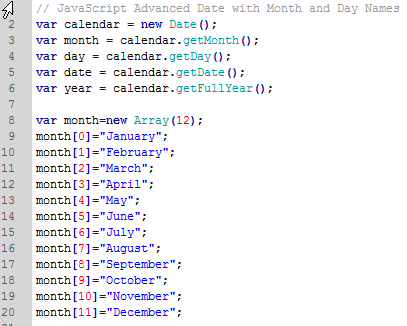 // JavaScript Advanced Date with Month and Day Names
2 var calendar = new Date();
3 var month = calendar.getMonth();
4 var day = calendar.getDay();
5 var date = calendar.getDate();
6 var year = calendar.getFullYear();
7
8 var month=new Array(12);
9 month[0]="January";
10 month[1]="February";
11 month[2]="March";
12 month[3]="April";
13 month[4]="May";
14 month[5]="June";
15 month[6]="July";
16 month[7]="August";
17 month[8]="September";
18 month[9]="October";
19 month[10]="November";
20 month[11]="December";